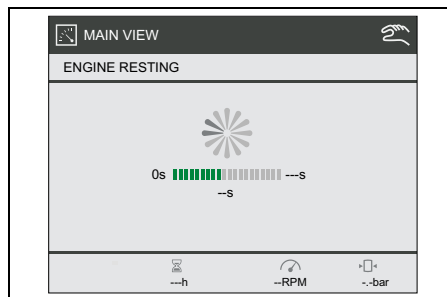 MAIN VIEW
ENGINE RESTING
0s ---s
--s
---h --RPM -.-bar